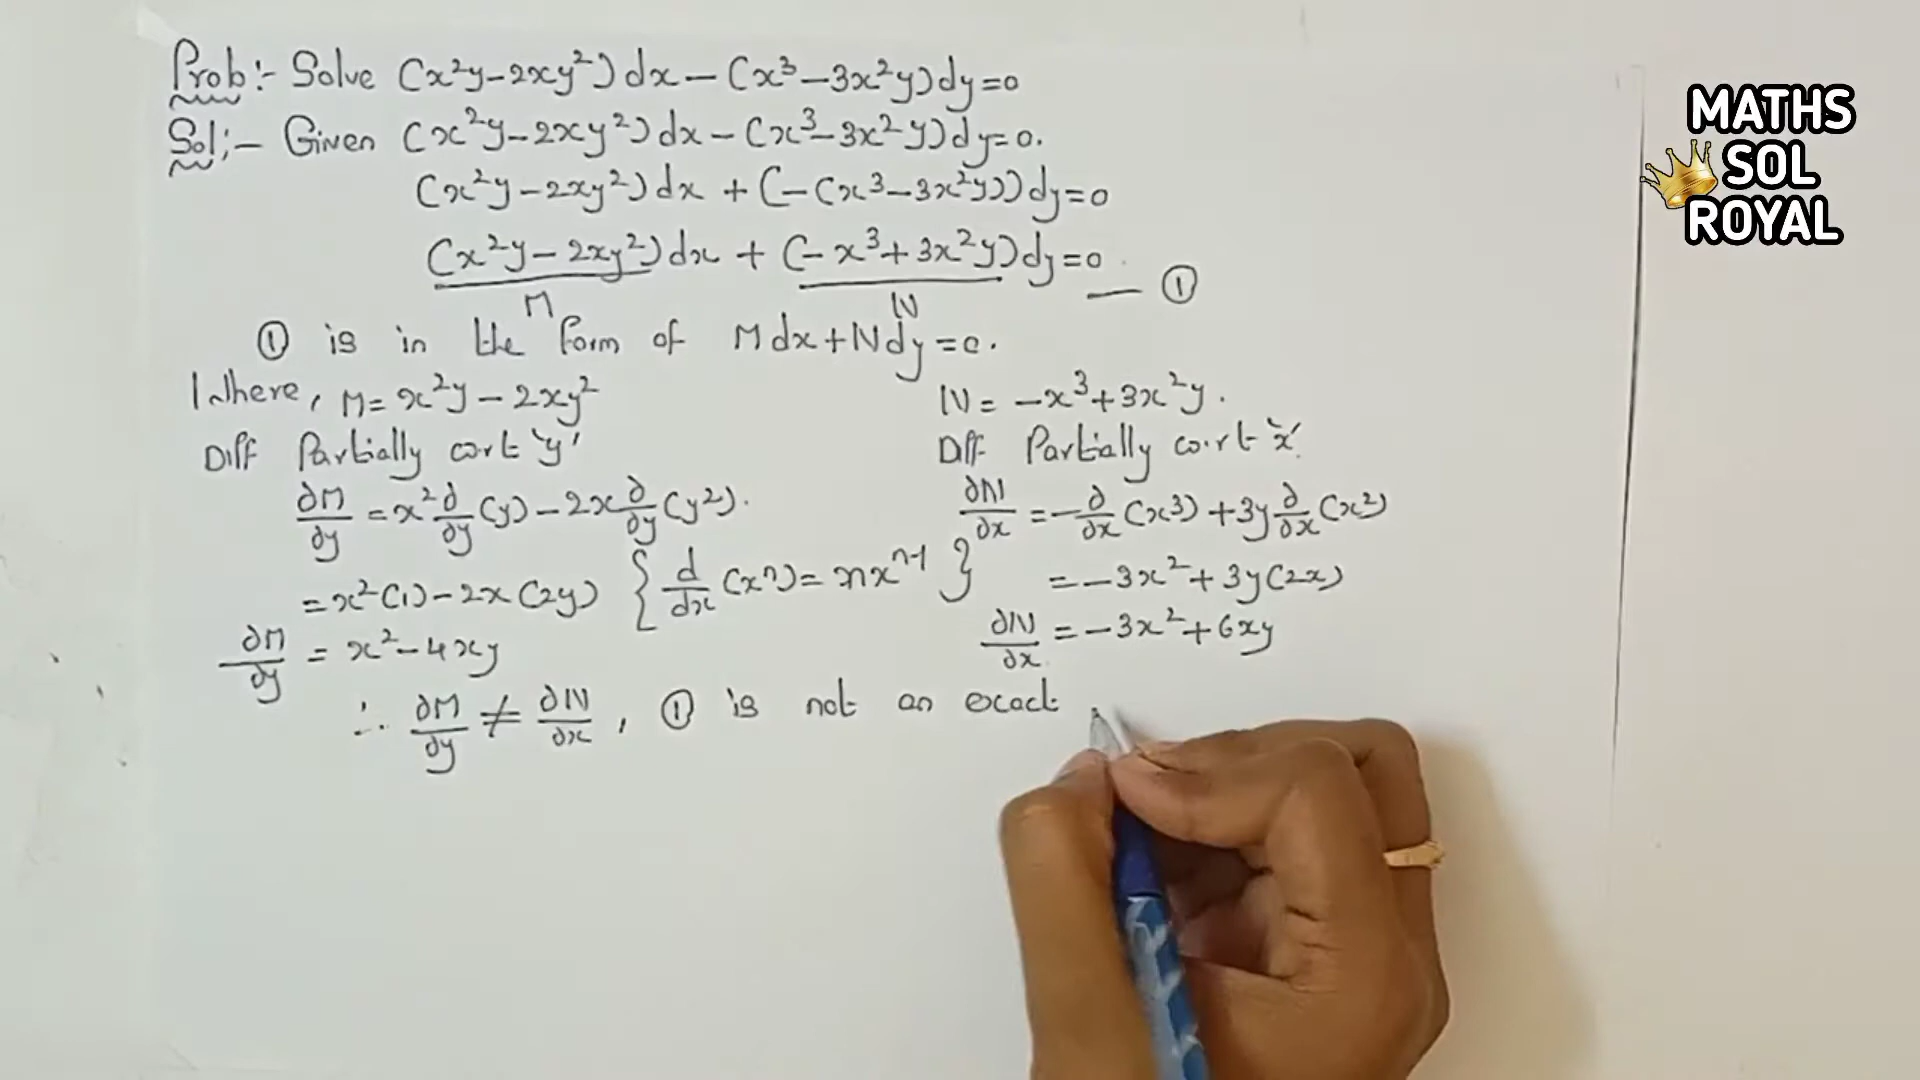 Prob:- Solve (x²y-2xy²)dx-(x³-3x²y)dy=0
Sol:- Given (x²y-2xy²)dx-(x³-3x²y)dy=0.
(x²y-2xy²)dx+(-(x³-3x²y))dy=0
(x²y-2xy²)dx+(-x³+3x²y)dy=0 — ①
M N
① is in the form of Mdx+Ndy=0.
Where, M=x²y-2xy² N=-x³+3x²y.
Diff Partially wrt 'y' Diff Partially w.r.t 'x'.
∂M/∂y=x²∂/∂y(y)-2x∂/∂y(y²). ∂N/∂x=-∂/∂x(x³)+3y∂/∂x(x²)
=x²(1)-2x(2y) {d/dx(xⁿ)=nxⁿ⁻¹} =-3x²+3y(2x)
∂M/∂y=x²-4xy ∂N/∂x=-3x²+6xy
∴ ∂M/∂y≠∂N/∂x, ① is not an exact
MATHS
SOL
ROYAL